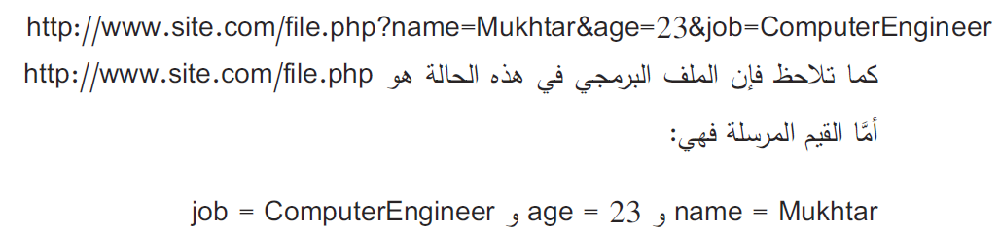 http://www.site.com/file.php?name=Mukhtar&age=23&job=ComputerEngineer
كما تلاحظ فإن الملف البرمجي في هذه الحالة هو http://www.site.com/file.php
أمَّا القيم المرسلة فهي:
name = Mukhtar و age = 23 و job = ComputerEngineer